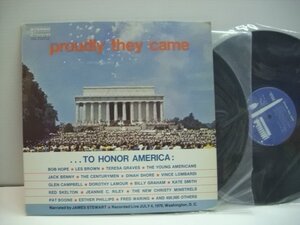 proudly they came
...TO HONOR AMERICA:
BOB HOPE ★ LES BROWN ★ TERESA GRAVES ★ THE YOUNG AMERICANS
JACK BENNY ★ THE CENTURYMEN ★ DINAH SHORE ★ VINCE LOMBARDI
GLEN CAMPBELL ★ DOROTHY LAMOUR ★ BILLY GRAHAM ★ KATE SMITH
RED SKELTON ★ JEANNIE C. RILEY ★ THE NEW CHRISTY MINSTRELS
PAT BOONE ★ ESTHER PHILLIPS ★ FRED WARING ★ AND 400,000 OTHERS
Narrated by JAMES STEWART ★ Recorded Live JULY 4, 1970, Washington, D. C.